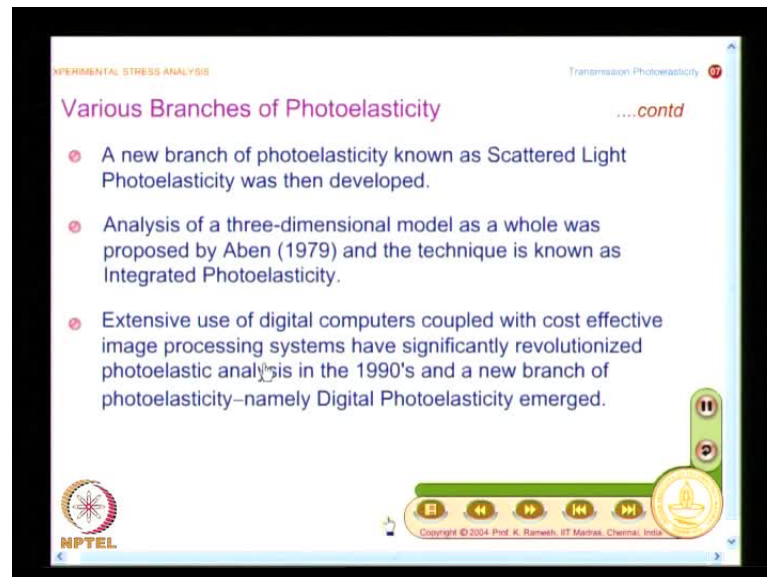 XPERIMENTAL STRESS ANALYSIS
Transmission Photoelasticity 07
Various Branches of Photoelasticity
....contd
A new branch of photoelasticity known as Scattered Light
Photoelasticity was then developed.
Analysis of a three-dimensional model as a whole was
proposed by Aben (1979) and the technique is known as
Integrated Photoelasticity.
Extensive use of digital computers coupled with cost effective
image processing systems have significantly revolutionized
photoelastic analysis in the 1990's and a new branch of
photoelasticity–namely Digital Photoelasticity emerged.
NPTEL
Copyright © 2004 Prof. K. Ramesh, IIT Madras, Chennai, India